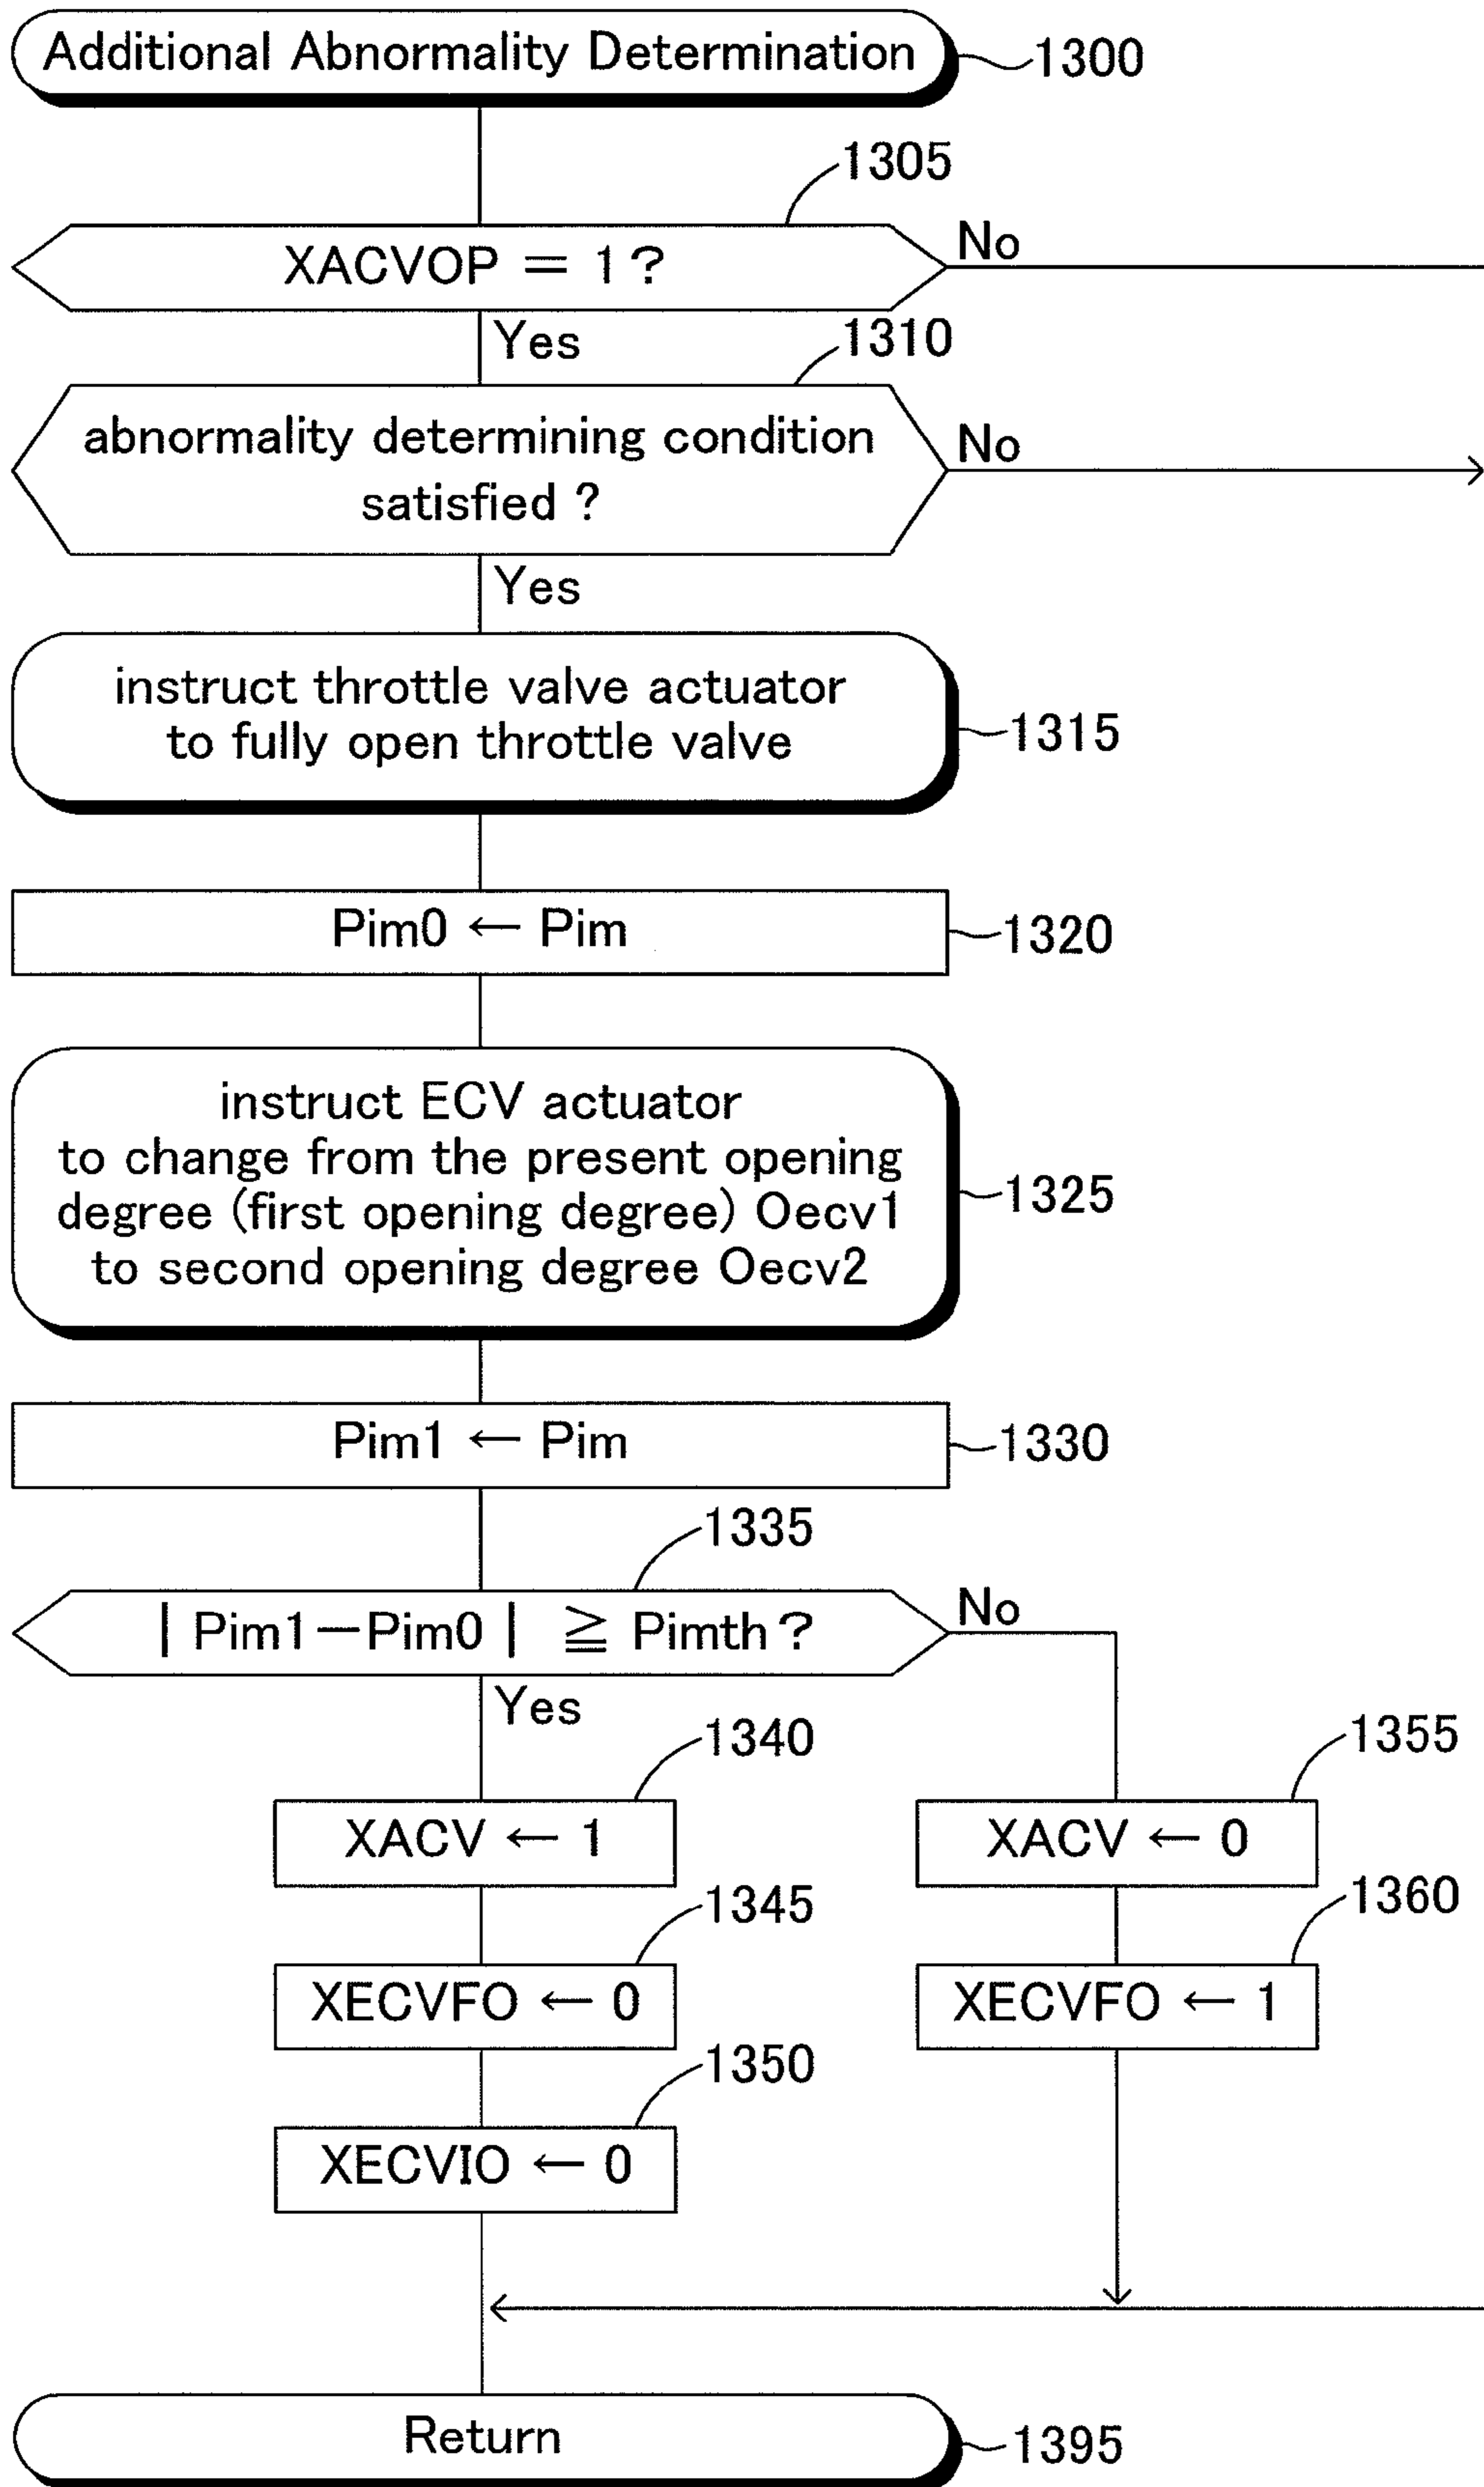 Additional Abnormality Determination
1300
1305
XACVOP = 1?
No
Yes
1310
abnormality determining condition
satisfied ?
No
Yes
instruct throttle valve actuator
to fully open throttle valve
1315
Pim0 ← Pim
1320
instruct ECV actuator
to change from the present opening
degree (first opening degree) Oecv1
to second opening degree Oecv2
1325
Pim1 ← Pim
1330
1335
| Pim1−Pim0 | ≧ Pimth ?
No
Yes
1340
XACV ← 1
1355
XACV ← 0
1345
XECVFO ← 0
1360
XECVFO ← 1
1350
XECVIO ← 0
Return
1395